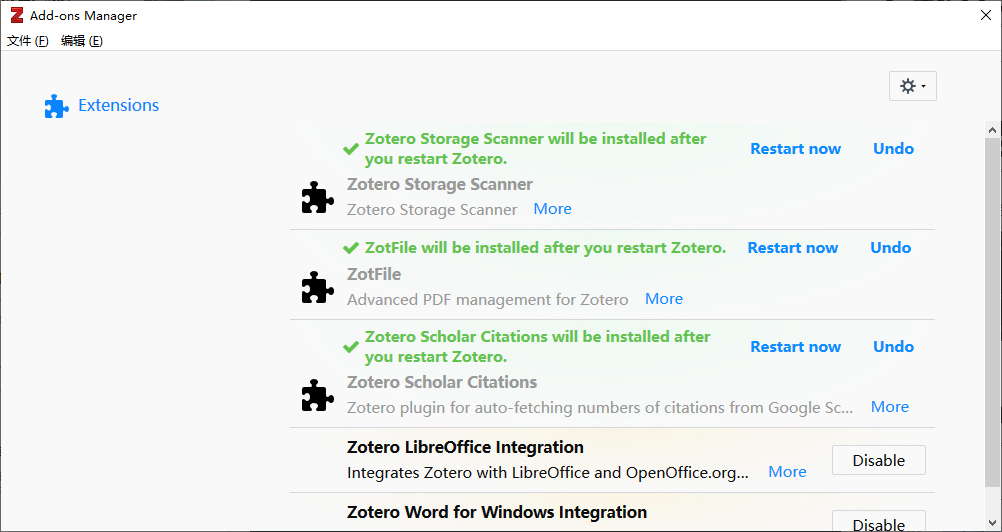 Add-ons Manager
文件 (F) 编辑 (E)
Extensions
Zotero Storage Scanner will be installed after
you restart Zotero.
Restart now Undo
Zotero Storage Scanner
Zotero Storage Scanner More
ZotFile will be installed after you restart Zotero. Restart now Undo
ZotFile
Advanced PDF management for Zotero More
Zotero Scholar Citations will be installed after
you restart Zotero.
Restart now Undo
Zotero Scholar Citations
Zotero plugin for auto-fetching numbers of citations from Google Sc... More
Zotero LibreOffice Integration
Integrates Zotero with LibreOffice and OpenOffice.org... More
Disable
Zotero Word for Windows Integration
Disable